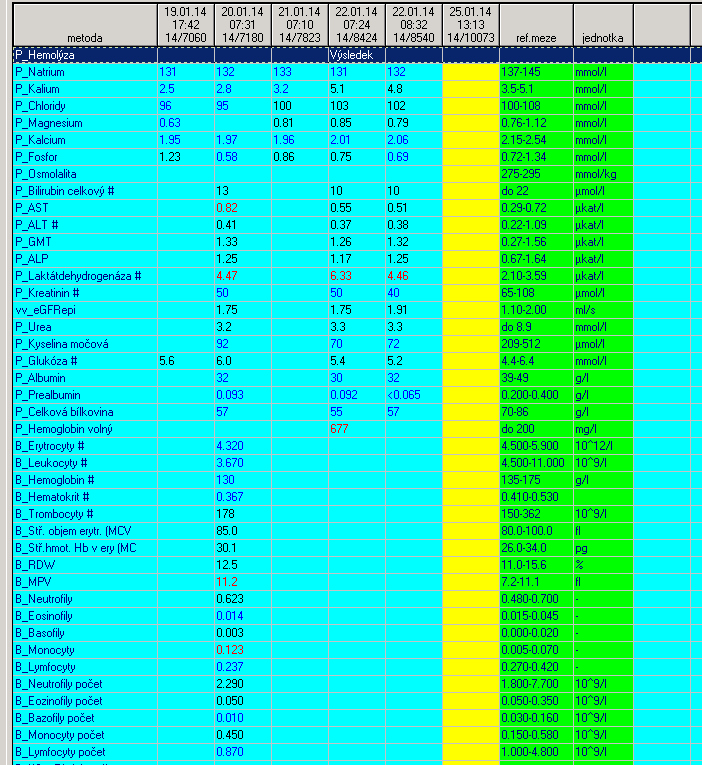 19.01.14 20.01.14 21.01.14 22.01.14 22.01.14 25.01.14
17:42 07:31 07:10 07:24 08:32 13:13
metoda 14/7060 14/7180 14/7823 14/8424 14/8540 14/10073 ref.meze jednotka
P_Hemolýza Výsledek
P_Natrium 131 132 133 131 132 137-145 mmol/l
P_Kalium 2.5 2.8 3.2 5.1 4.8 3.5-5.1 mmol/l
P_Chloridy 96 95 100 103 102 100-108 mmol/l
P_Magnesium 0.63 0.81 0.85 0.79 0.76-1.12 mmol/l
P_Kalcium 1.95 1.97 1.96 2.01 2.06 2.15-2.54 mmol/l
P_Fosfor 1.23 0.58 0.86 0.75 0.69 0.72-1.34 mmol/l
P_Osmolalita 275-295 mmol/kg
P_Bilirubin celkový # 13 10 10 do 22 µmol/l
P_AST 0.82 0.55 0.51 0.29-0.72 µkat/l
P_ALT # 0.41 0.37 0.38 0.22-1.09 µkat/l
P_GMT 1.33 1.26 1.32 0.27-1.56 µkat/l
P_ALP 1.25 1.17 1.25 0.67-1.64 µkat/l
P_Laktátdehydrogenáza # 4.47 6.33 4.46 2.10-3.59 µkat/l
P_Kreatinin # 50 50 40 65-108 µmol/l
vv_eGFRepi 1.75 1.75 1.91 1.10-2.00 ml/s
P_Urea 3.2 3.3 3.3 do 8.9 mmol/l
P_Kyselina močová 92 70 72 209-512 µmol/l
P_Glukóza # 5.6 6.0 5.4 5.2 4.4-6.4 mmol/l
P_Albumin 32 30 32 39-49 g/l
P_Prealbumin 0.093 0.092 <0.065 0.200-0.400 g/l
P_Celková bílkovina 57 55 57 70-86 g/l
P_Hemoglobin volný 677 do 200 mg/l
B_Erytrocyty # 4.320 4.500-5.900 10^12/l
B_Leukocyty # 3.670 4.500-11.000 10^9/l
B_Hemoglobin # 130 135-175 g/l
B_Hematokrit # 0.367 0.410-0.530
B_Trombocyty # 178 150-362 10^9/l
B_Stř. objem erytr. (MCV 85.0 80.0-100.0 fl
B_Stř.hmot. Hb v ery (MC 30.1 26.0-34.0 pg
B_RDW 12.5 11.0-15.6 %
B_MPV 11.2 7.2-11.1 fl
B_Neutrofily 0.623 0.480-0.700 -
B_Eosinofily 0.014 0.015-0.045 -
B_Basofily 0.003 0.000-0.020 -
B_Monocyty 0.123 0.005-0.070 -
B_Lymfocyty 0.237 0.270-0.420 -
B_Neutrofily počet 2.290 1.800-7.700 10^9/l
B_Eozinofily počet 0.050 0.050-0.350 10^9/l
B_Bazofily počet 0.010 0.030-0.160 10^9/l
B_Monocyty počet 0.450 0.150-0.580 10^9/l
B_Lymfocyty počet 0.870 1.000-4.800 10^9/l